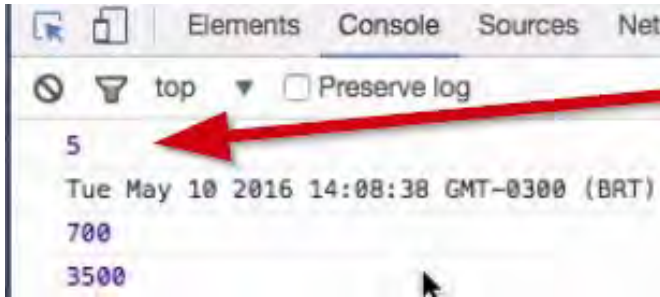 Elements Console Sources Net
top Preserve log
5
Tue May 10 2016 14:08:38 GMT-0300 (BRT)
700
3500